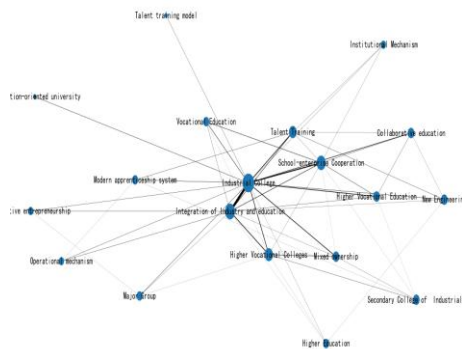 Talent training model
Institutional Mechanism
tion-oriented university
Vocational Education
Talent Training
Collaborative education
School-enterprise Cooperation
Modern apprenticeship system
Industrial College
Higher Vocational Education
New Engineering
tive entrepreneurship
Integration of Industry and education
Operational mechanism
Higher Vocational Colleges
Mixed ownership
Major Group
Secondary College of Industrial
Higher Education